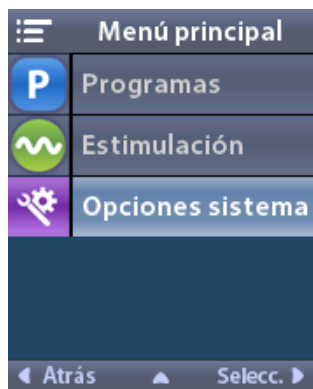 Menú principal
P Programas
Estimulación
Opciones sistema
Atrás Selecc.